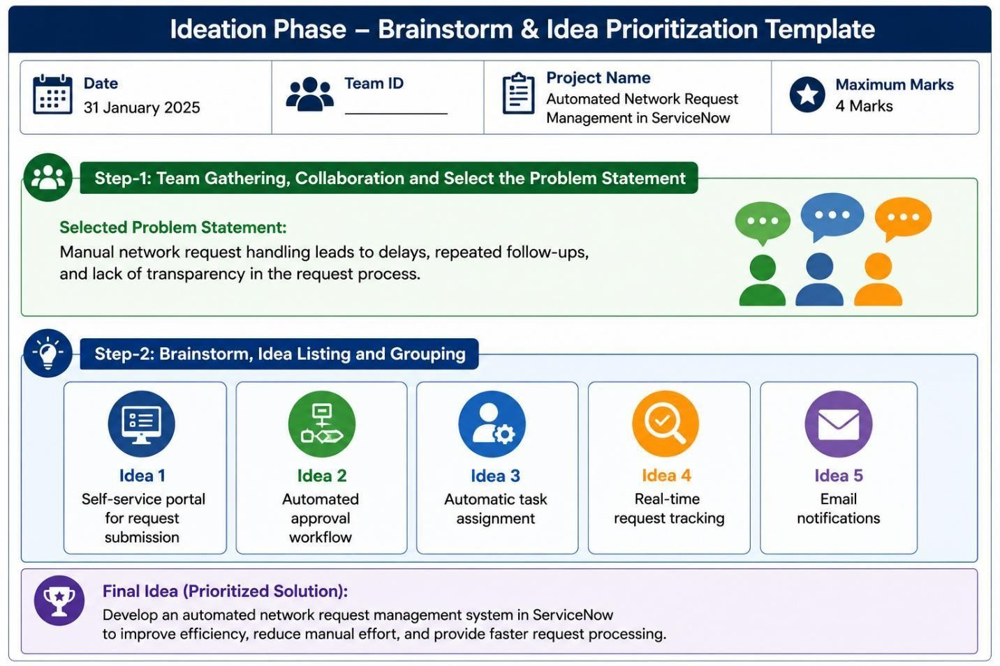 Ideation Phase – Brainstorm & Idea Prioritization Template
Date
31 January 2025
Team ID
Project Name
Automated Network Request
Management in ServiceNow
Maximum Marks
4 Marks
Step-1: Team Gathering, Collaboration and Select the Problem Statement
Selected Problem Statement:
Manual network request handling leads to delays, repeated follow-ups,
and lack of transparency in the request process.
Step-2: Brainstorm, Idea Listing and Grouping
Idea 1
Self-service portal
for request
submission
Idea 2
Automated
approval
workflow
Idea 3
Automatic task
assignment
Idea 4
Real-time
request tracking
Idea 5
Email
notifications
Final Idea (Prioritized Solution):
Develop an automated network request management system in ServiceNow
to improve efficiency, reduce manual effort, and provide faster request processing.